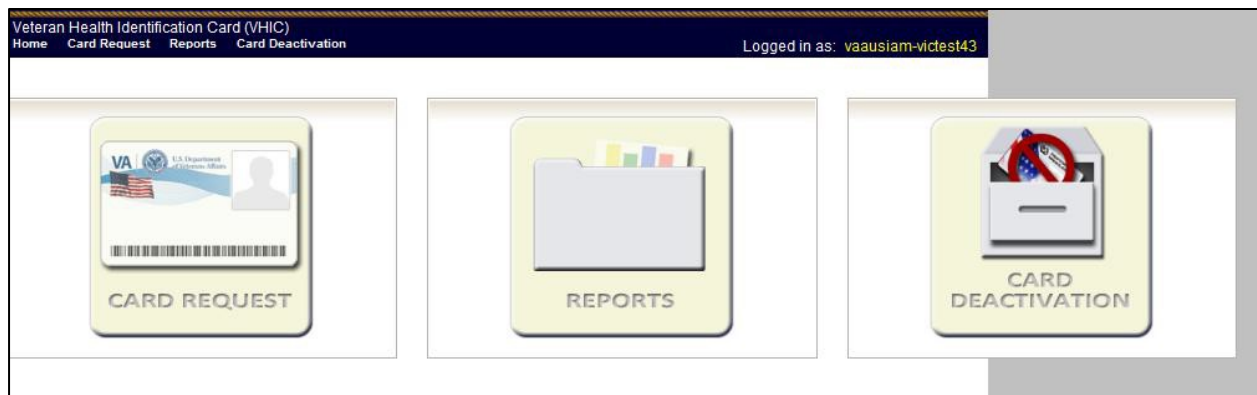 Veteran Health Identification Card (VHIC)
Home Card Request Reports Card Deactivation
Logged in as: vaausiam-victest43
VA
U.S. Department
of Veterans Affairs
CARD REQUEST
REPORTS
CARD
DEACTIVATION